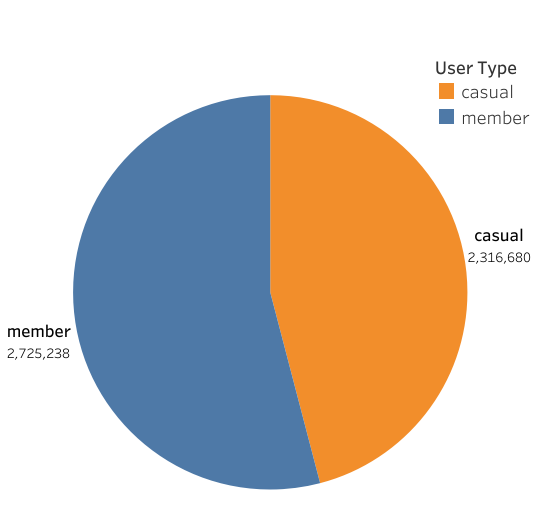 User Type
casual
member
casual
2,316,680
member
2,725,238